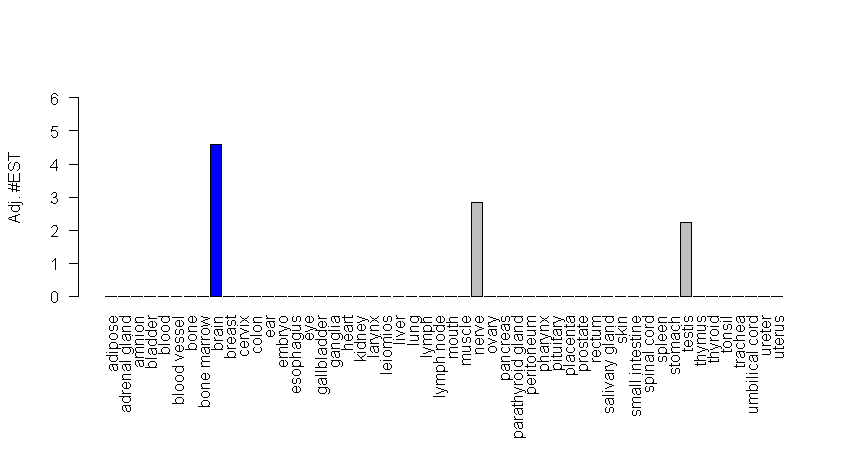 6
5
4
3
2
1
0
Adj. #EST
adipose
adrenal gland
amnion
bladder
blood
blood vessel
bone
bone marrow
brain
breast
cervix
colon
ear
embryo
esophagus
eye
gallbladder
ganglia
heart
kidney
larynx
leiomios
liver
lung
lymph
lymph node
mouth
muscle
nerve
ovary
pancreas
parathyroid gland
peritoneum
pharynx
pituitary
placenta
prostate
rectum
salivary gland
skin
small intestine
spinal cord
spleen
stomach
testis
thymus
thyroid
tonsil
trachea
umbilical cord
ureter
uterus